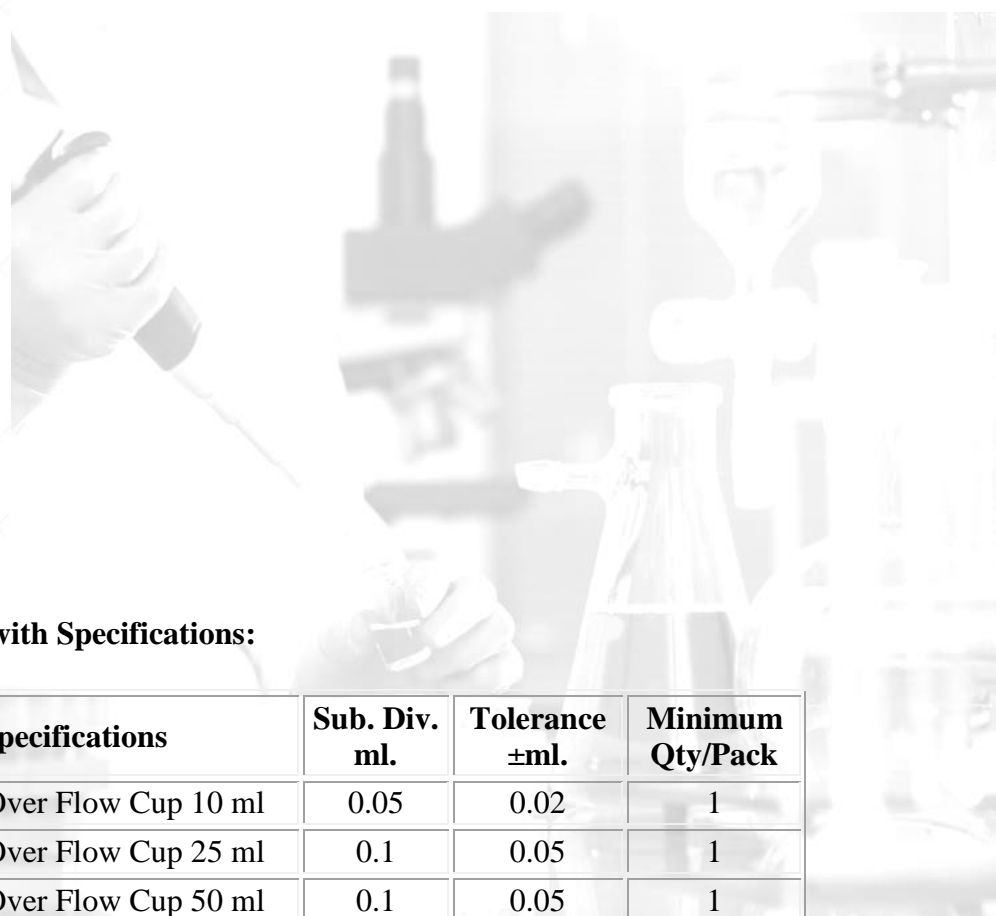 with Specifications:
Specifications Sub. Div. ml. Tolerance ±ml. Minimum Qty/Pack
Over Flow Cup 10 ml 0.05 0.02 1
Over Flow Cup 25 ml 0.1 0.05 1
Over Flow Cup 50 ml 0.1 0.05 1